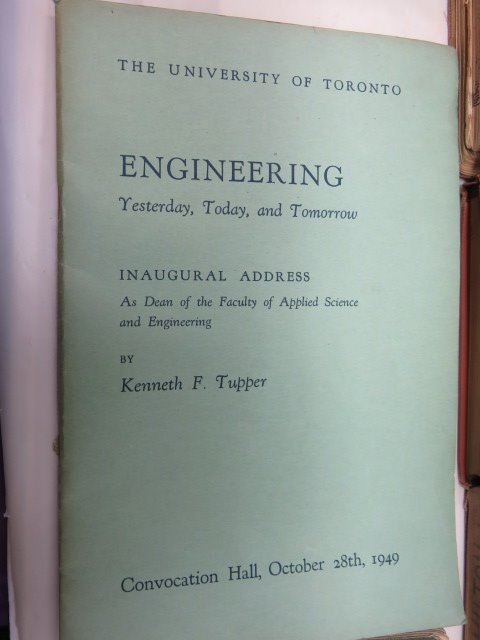 THE UNIVERSITY OF TORONTO
ENGINEERING
Yesterday, Today, and Tomorrow
INAUGURAL ADDRESS
As Dean of the Faculty of Applied Science
and Engineering
BY
Kenneth F. Tupper
Convocation Hall, October 28th, 1949